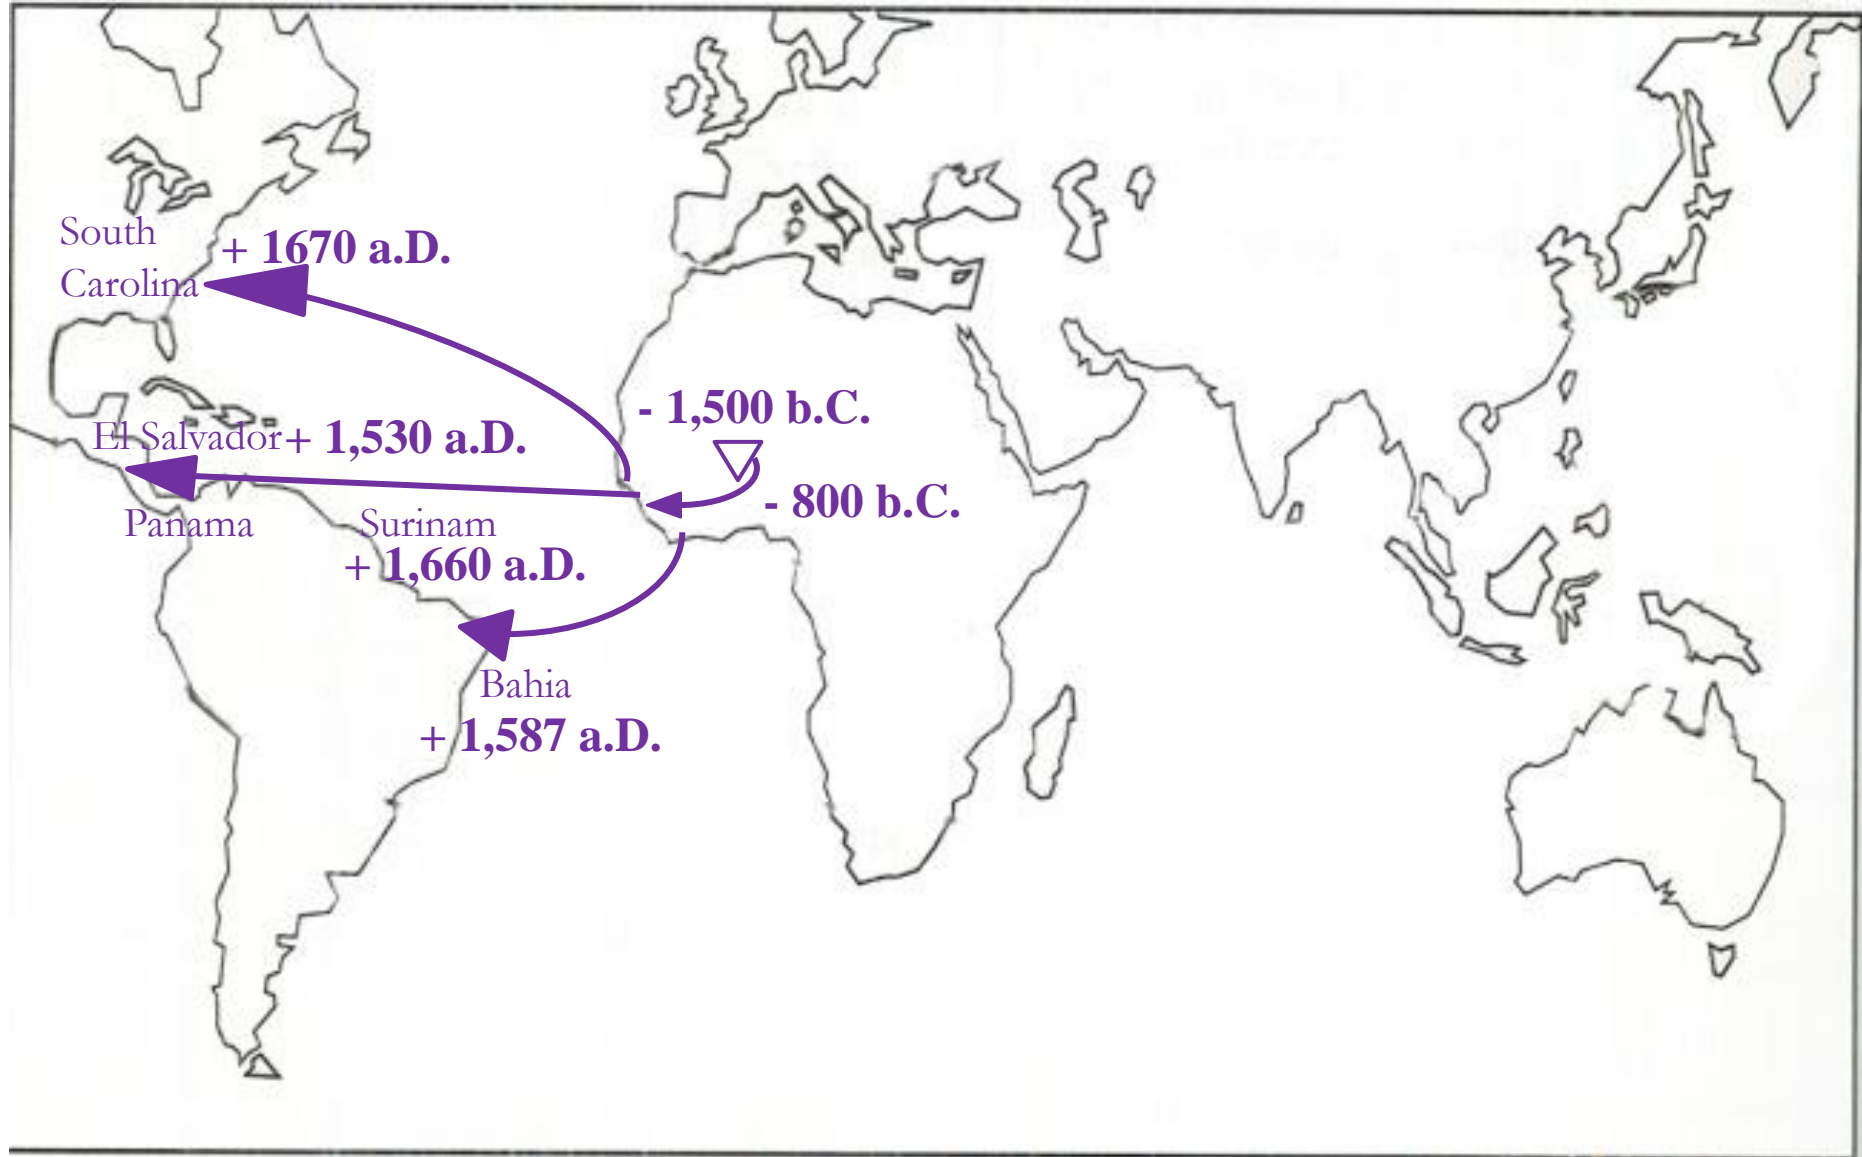 South
Carolina
+ 1670 a.D.
- 1,500 b.C.
El Salvador+ 1,530 a.D.
- 800 b.C.
Panama
Surinam
+ 1,660 a.D.
Bahia
+ 1,587 a.D.